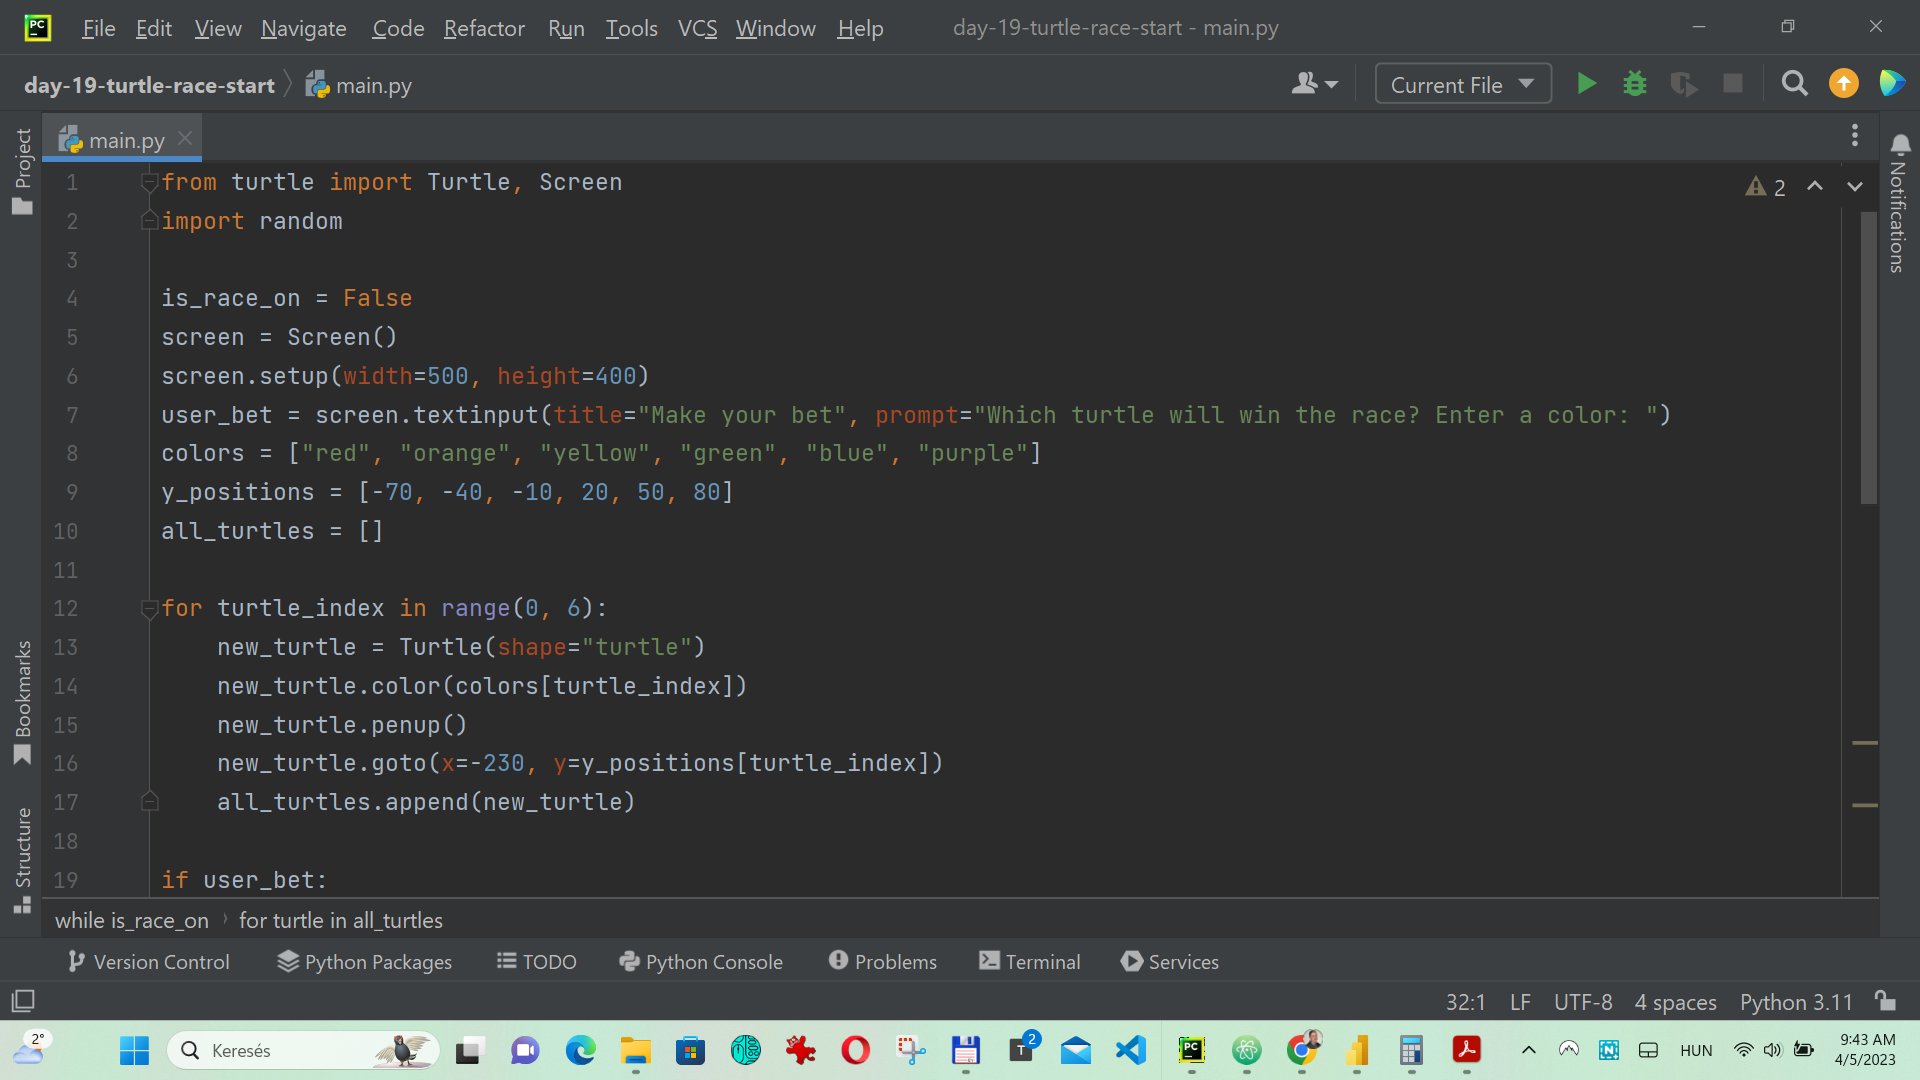 PC
File Edit View Navigate Code Refactor Run Tools VCS Window Help
day-19-turtle-race-start - main.py
day-19-turtle-race-start main.py
Current File
Project
main.py
Notifications
2
1 from turtle import Turtle, Screen
2 import random
3
4 is_race_on = False
5 screen = Screen()
6 screen.setup(width=500, height=400)
7 user_bet = screen.textinput(title="Make your bet", prompt="Which turtle will win the race? Enter a color: ")
8 colors = ["red", "orange", "yellow", "green", "blue", "purple"]
9 y_positions = [-70, -40, -10, 20, 50, 80]
10 all_turtles = []
11
12 for turtle_index in range(0, 6):
13 new_turtle = Turtle(shape="turtle")
14 new_turtle.color(colors[turtle_index])
15 new_turtle.penup()
16 new_turtle.goto(x=-230, y=y_positions[turtle_index])
17 all_turtles.append(new_turtle)
18
19 if user_bet:
Bookmarks
Structure
while is_race_on for turtle in all_turtles
Version Control Python Packages TODO Python Console Problems Terminal Services
32:1 LF UTF-8 4 spaces Python 3.11
2°
Keresés
T 2
PC
N
HUN
9:43 AM
4/5/2023